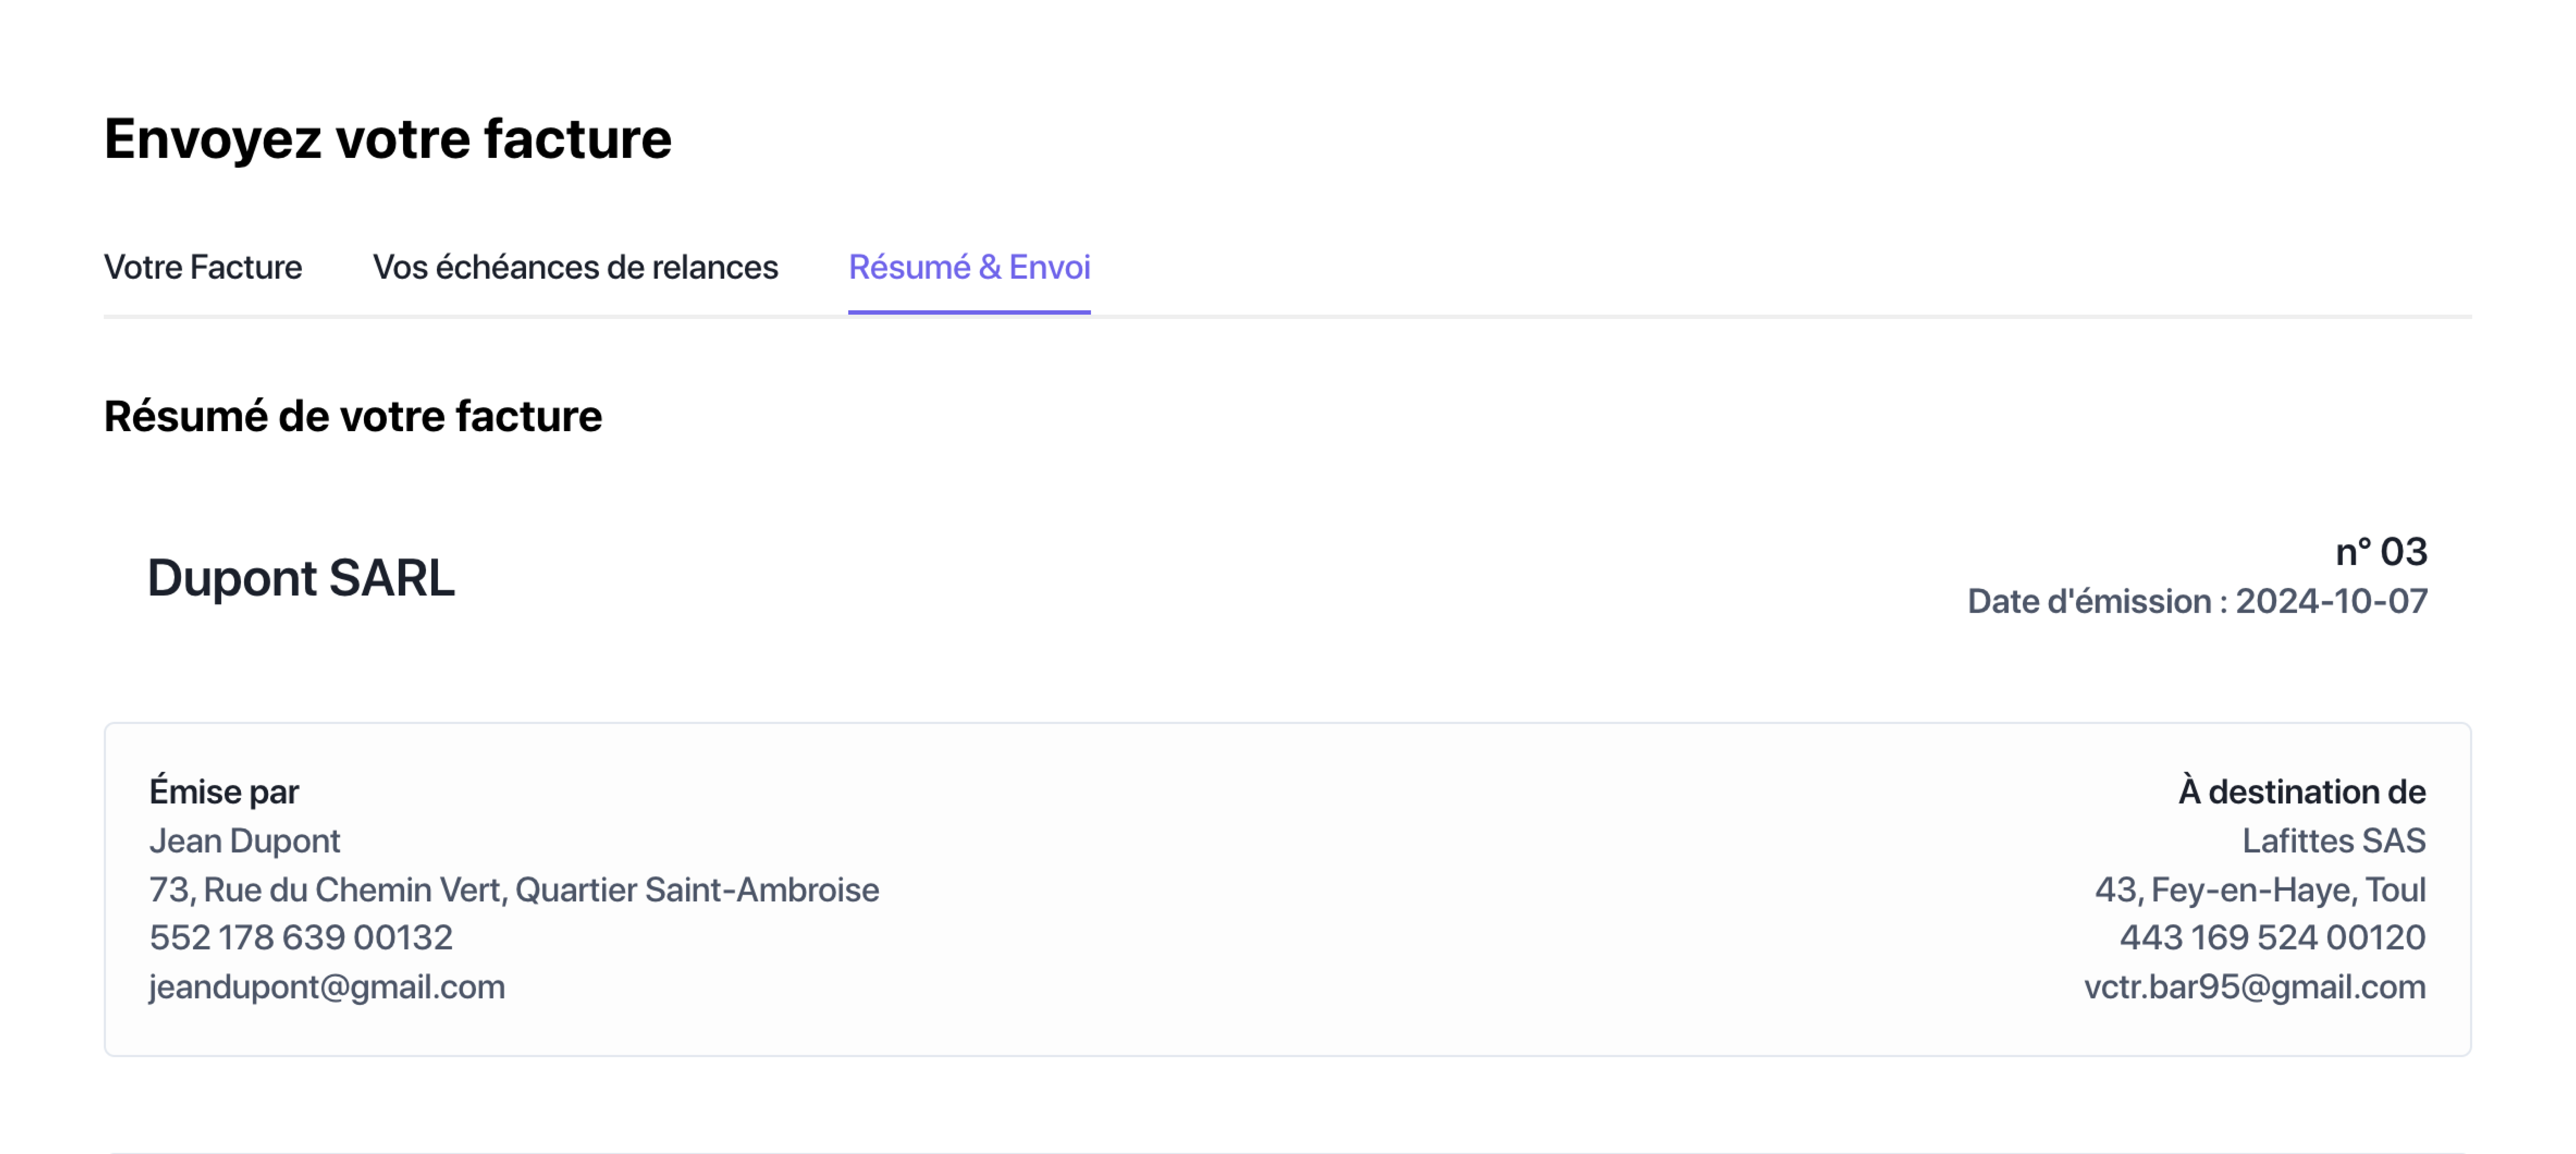 Envoyez votre facture
Votre Facture Vos échéances de relances Résumé & Envoi
Résumé de votre facture
Dupont SARL
n° 03
Date d'émission : 2024-10-07
Émise par
Jean Dupont
73, Rue du Chemin Vert, Quartier Saint-Ambroise
552 178 639 00132
jeandupont@gmail.com
À destination de
Lafittes SAS
43, Fey-en-Haye, Toul
443 169 524 00120
vctr.bar95@gmail.com